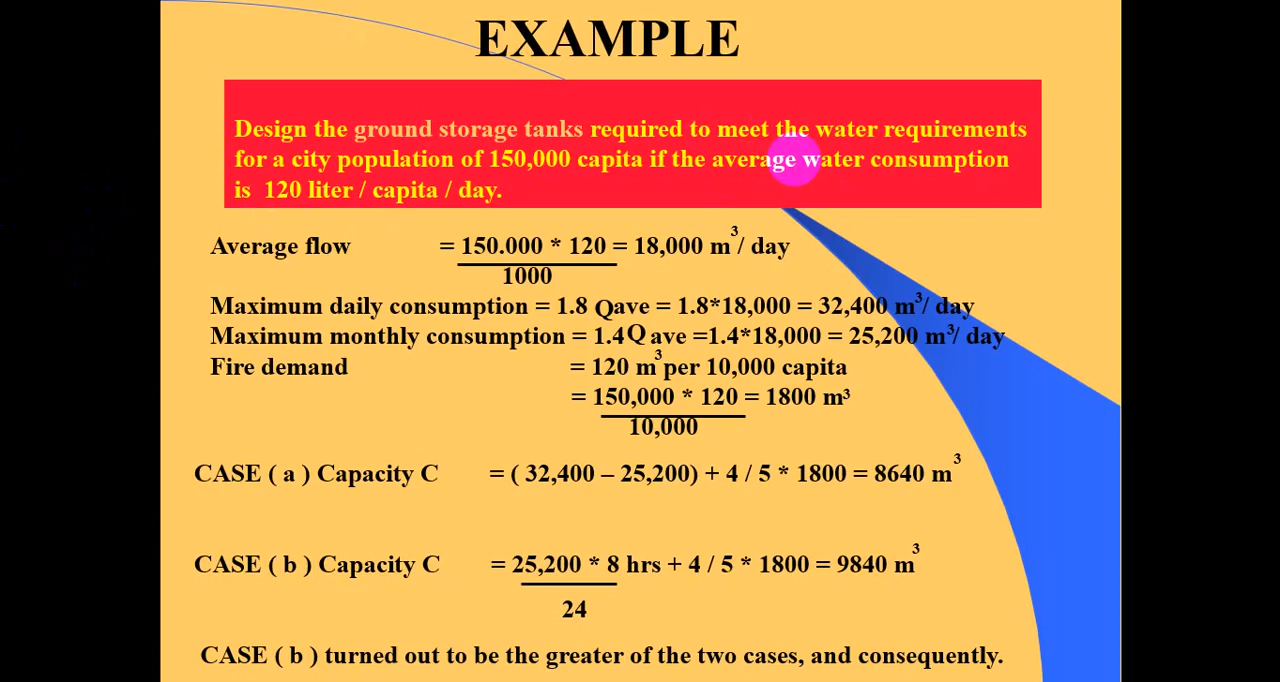 EXAMPLE
Design the ground storage tanks required to meet the water requirements
for a city population of 150,000 capita if the average water consumption
is 120 liter / capita / day.
Average flow = 150.000 * 120 = 18,000 m³/ day
1000
Maximum daily consumption = 1.8 Qave = 1.8*18,000 = 32,400 m³/ day
Maximum monthly consumption = 1.4Q ave =1.4*18,000 = 25,200 m³/ day
Fire demand = 120 m³ per 10,000 capita
= 150,000 * 120 = 1800 m³
10,000
CASE ( a ) Capacity C = ( 32,400 – 25,200) + 4 / 5 * 1800 = 8640 m³
CASE ( b ) Capacity C = 25,200 * 8 hrs + 4 / 5 * 1800 = 9840 m³
24
CASE ( b ) turned out to be the greater of the two cases, and consequently.